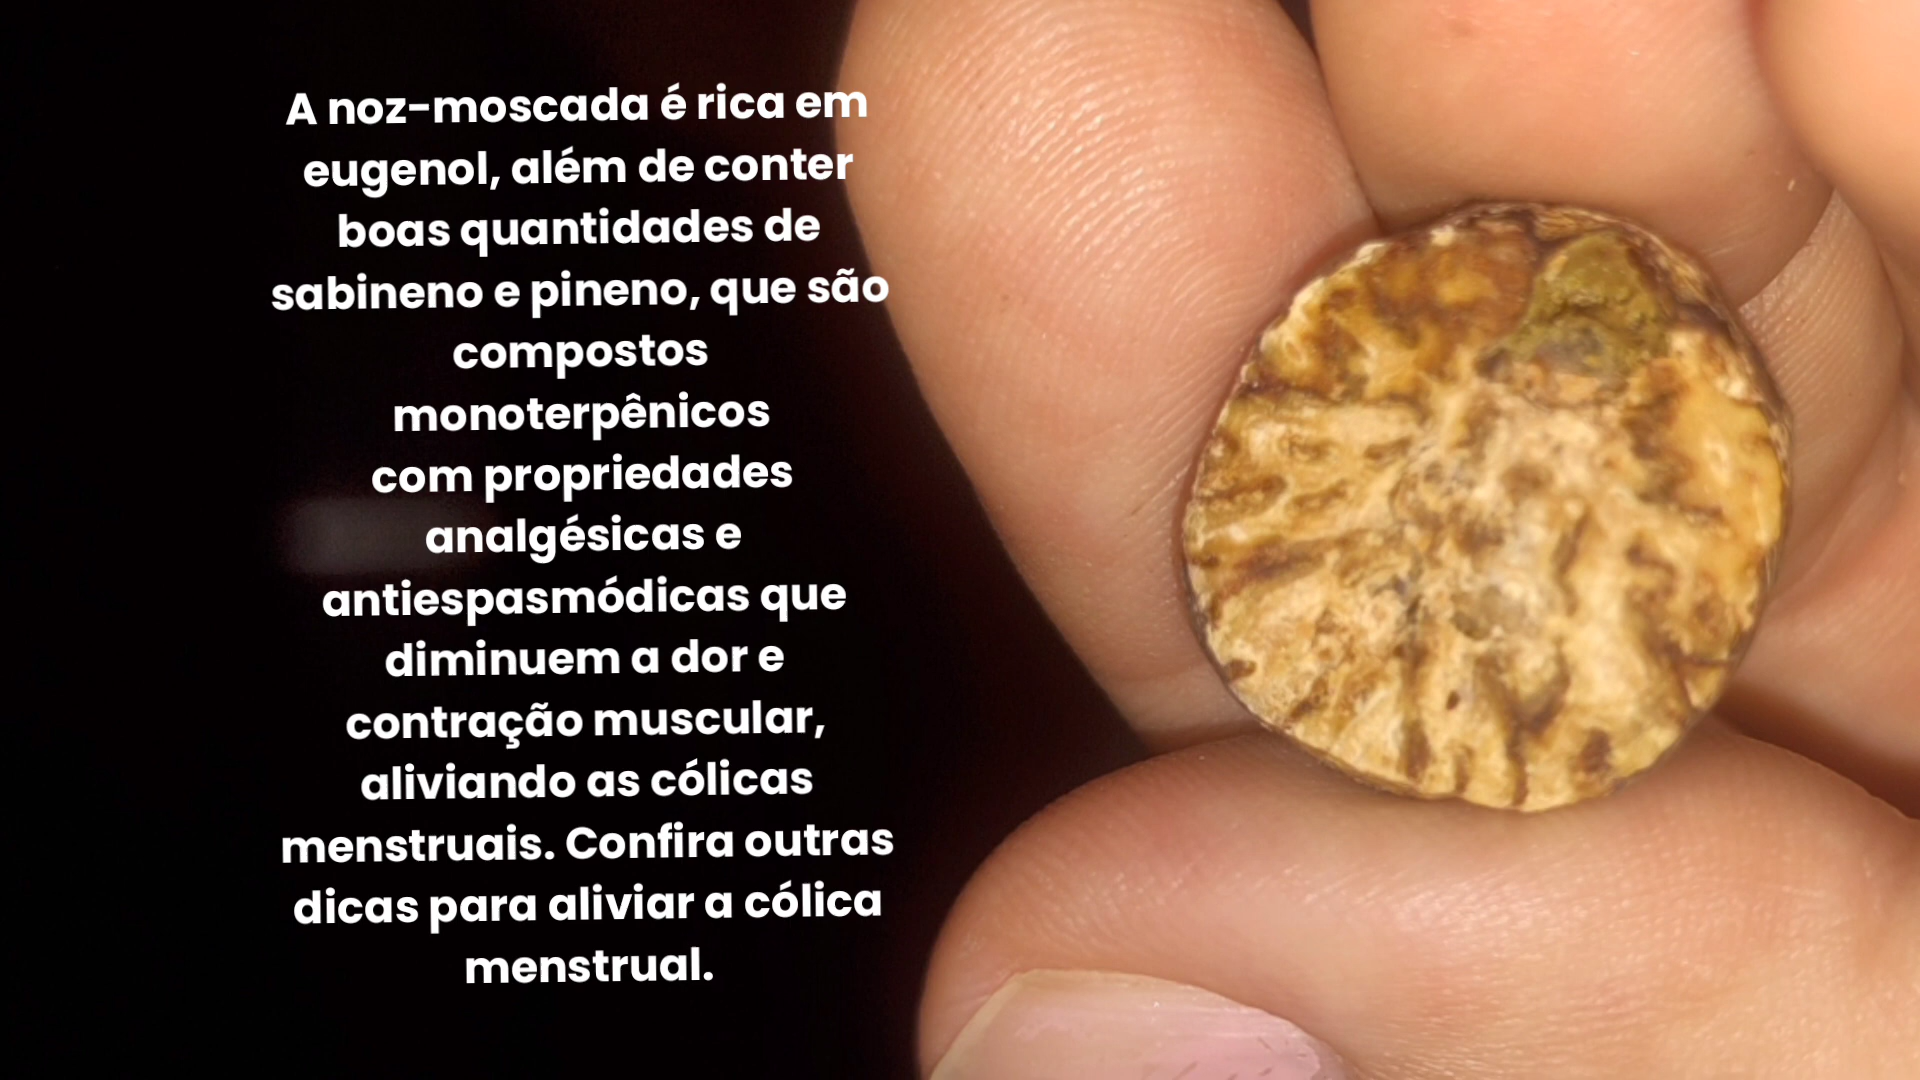 A noz-moscada é rica em
eugenol, além de conter
boas quantidades de
sabineno e pineno, que são
compostos
monoterpênicos
com propriedades
analgésicas e
antiespasmódicas que
diminuem a dor e
contração muscular,
aliviando as cólicas
menstruais. Confira outras
dicas para aliviar a cólica
menstrual.